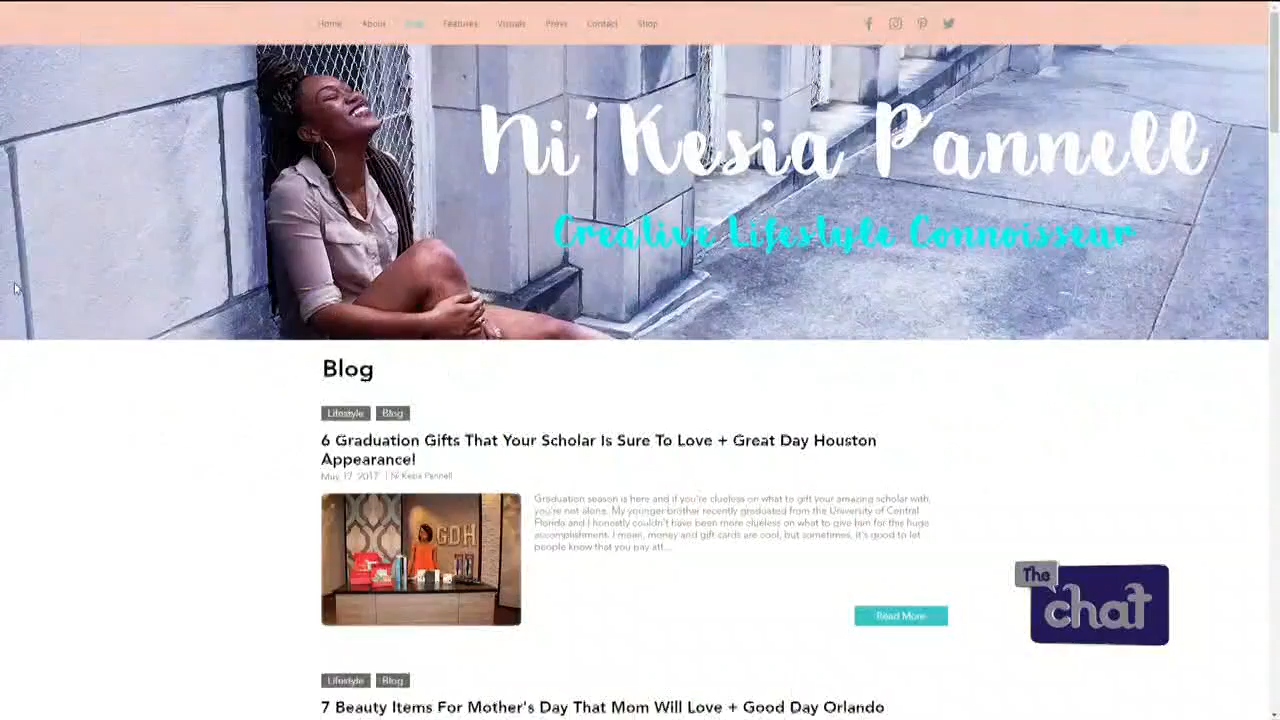 Home About Blog Features Visuals Press Contact Shop
Ni'Kesia Pannell
Creative Lifestyle Connoisseur
Blog
Lifestyle Blog
6 Graduation Gifts That Your Scholar Is Sure To Love + Great Day Houston
Appearance!
May 17, 2017 | Ni'Kesia Pannell
Graduation season is here and if you're clueless on what to gift your amazing scholar with,
you're not alone. My younger brother recently graduated from the University of Central
Florida and I honestly couldn't have been more clueless on what to give him for this huge
accomplishment. I mean, money and gift cards are cool, but sometimes, it's good to let
people know that you pay att...
GDH
Read More
The
chat
Lifestyle Blog
7 Beauty Items For Mother's Day That Mom Will Love + Good Day Orlando